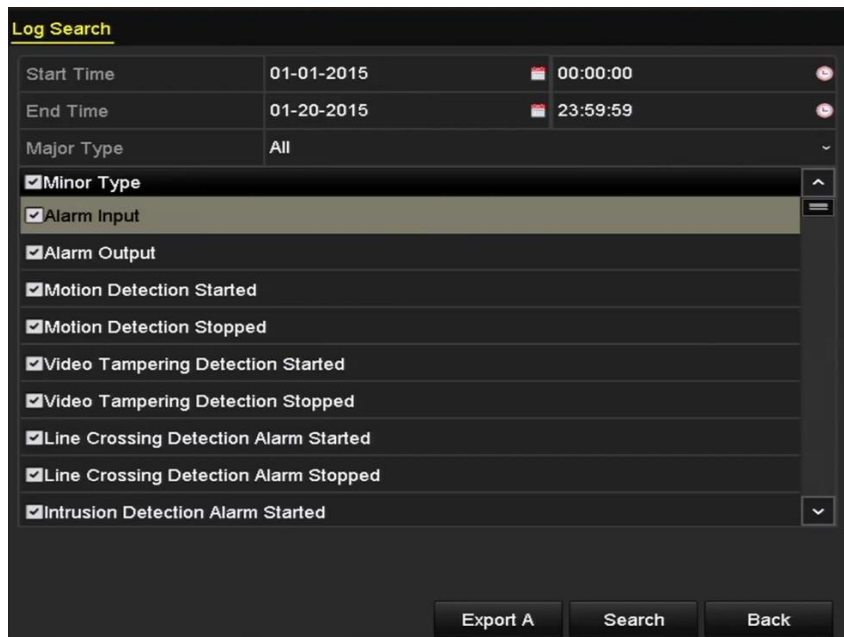 Log Search
Start Time 01-01-2015 00:00:00
End Time 01-20-2015 23:59:59
Major Type All
Minor Type
Alarm Input
Alarm Output
Motion Detection Started
Motion Detection Stopped
Video Tampering Detection Started
Video Tampering Detection Stopped
Line Crossing Detection Alarm Started
Line Crossing Detection Alarm Stopped
Intrusion Detection Alarm Started
Export A Search Back